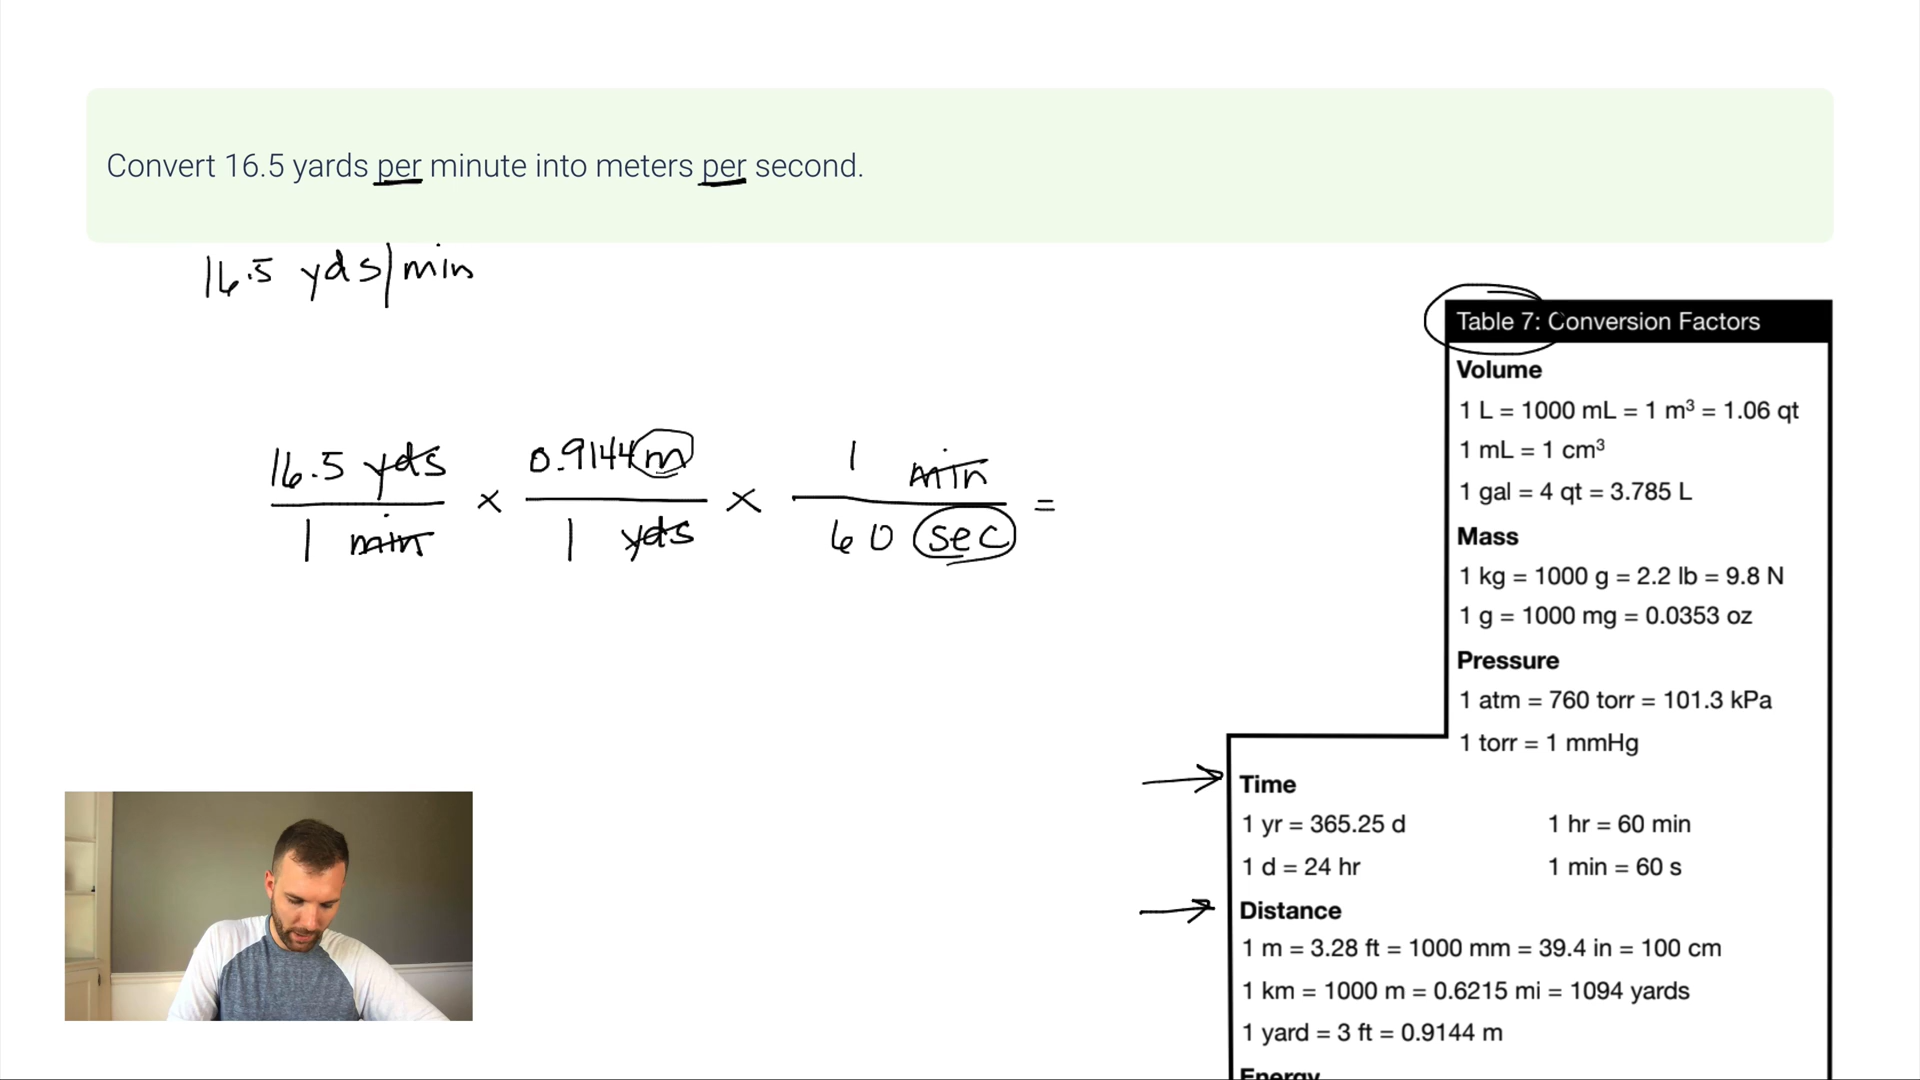 Convert 16.5 yards per minute into meters per second.
16.5 yds/min
16.5 yds × 0.9144 m × 1 min =
1 min 1 yds 60 sec
Table 7: Conversion Factors
Volume
1 L = 1000 mL = 1 m³ = 1.06 qt
1 mL = 1 cm³
1 gal = 4 qt = 3.785 L
Mass
1 kg = 1000 g = 2.2 lb = 9.8 N
1 g = 1000 mg = 0.0353 oz
Pressure
1 atm = 760 torr = 101.3 kPa
1 torr = 1 mmHg
Time
1 yr = 365.25 d 1 hr = 60 min
1 d = 24 hr 1 min = 60 s
Distance
1 m = 3.28 ft = 1000 mm = 39.4 in = 100 cm
1 km = 1000 m = 0.6215 mi = 1094 yards
1 yard = 3 ft = 0.9144 m
Energy